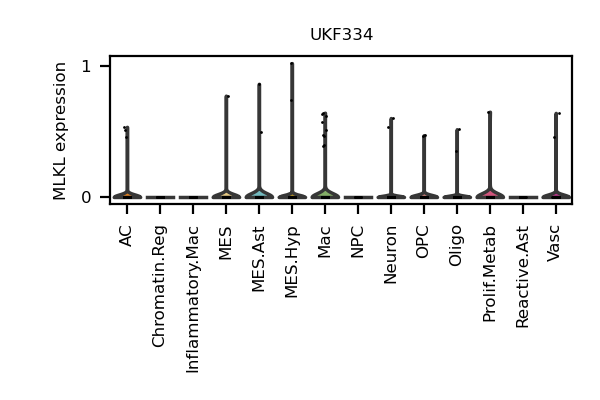 UKF334
MLKL expression
1
0
AC
Chromatin.Reg
Inflammatory.Mac
MES
MES.Ast
MES.Hyp
Mac
NPC
Neuron
OPC
Oligo
Prolif.Metab
Reactive.Ast
Vasc